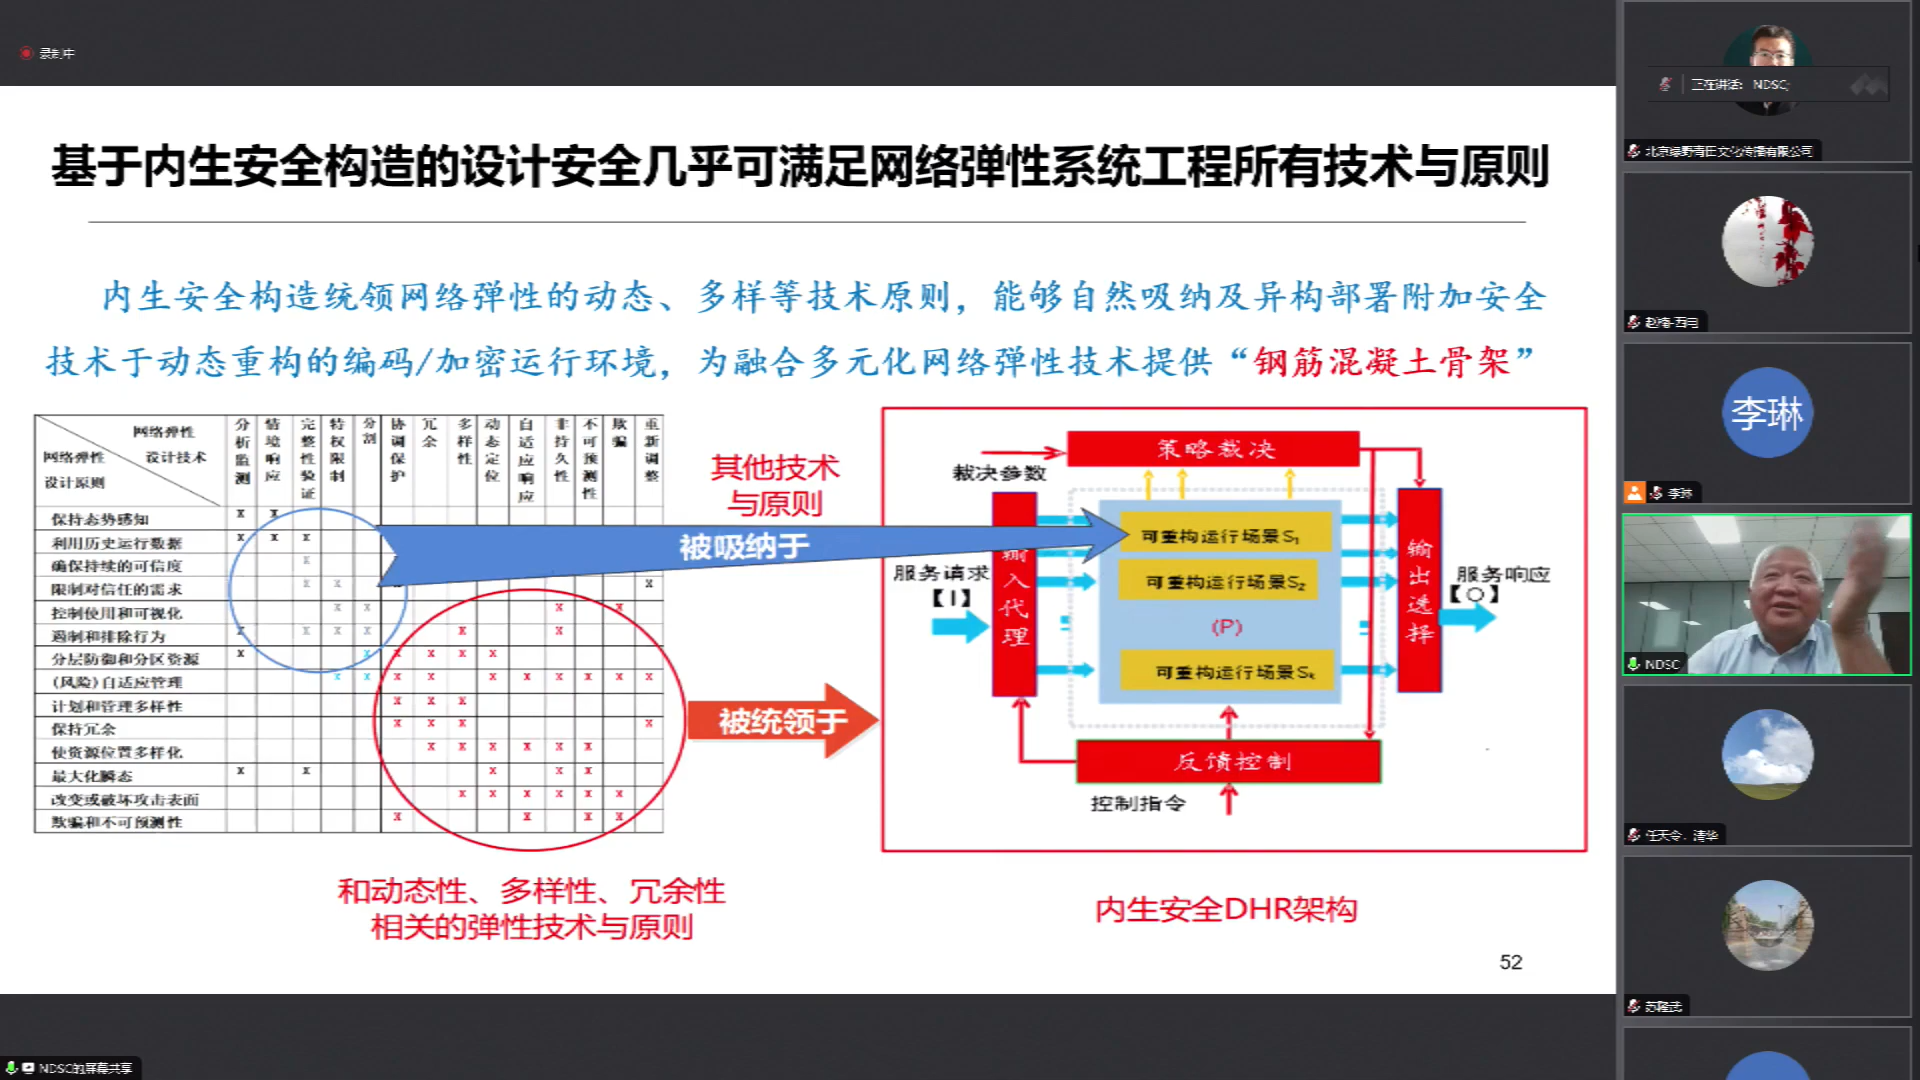 录制中
基于内生安全构造的设计安全几乎可满足网络弹性系统工程所有技术与原则
内生安全构造统领网络弹性的动态、多样等技术原则，能够自然吸纳及异构部署附加安全
技术于动态重构的编码/加密运行环境，为融合多元化网络弹性技术提供“钢筋混凝土骨架”
网络弹性
设计技术
网络弹性
设计原则
分析监测
情境响应
完整性验证
特权限制
分割
协调保护
冗余
多样性
动态定位
自适应响应
非持久性
不可预测性
欺骗
重新调整
保持态势感知
利用历史运行数据
确保持续的可信度
限制对信任的需求
控制使用和可视化
遏制和排除行为
分层防御和分区资源
(风险)自适应管理
计划和管理多样性
保持冗余
使资源位置多样化
最大化瞬态
改变或破坏攻击表面
欺骗和不可预测性
其他技术
与原则
被吸纳于
被统领于
和动态性、多样性、冗余性
相关的弹性技术与原则
策略裁决
裁决参数
输入代理
服务请求
【I】
可重构运行场景S₁
可重构运行场景S₂
(P)
可重构运行场景Sₖ
输出选择
服务响应
【O】
反馈控制
控制指令
内生安全DHR架构
52
正在讲话: NDSC;
北京绿野青田文化传播有限公司
李琳
李琳
NDSC
任天令，清华
苏隆武
NDSC的屏幕共享